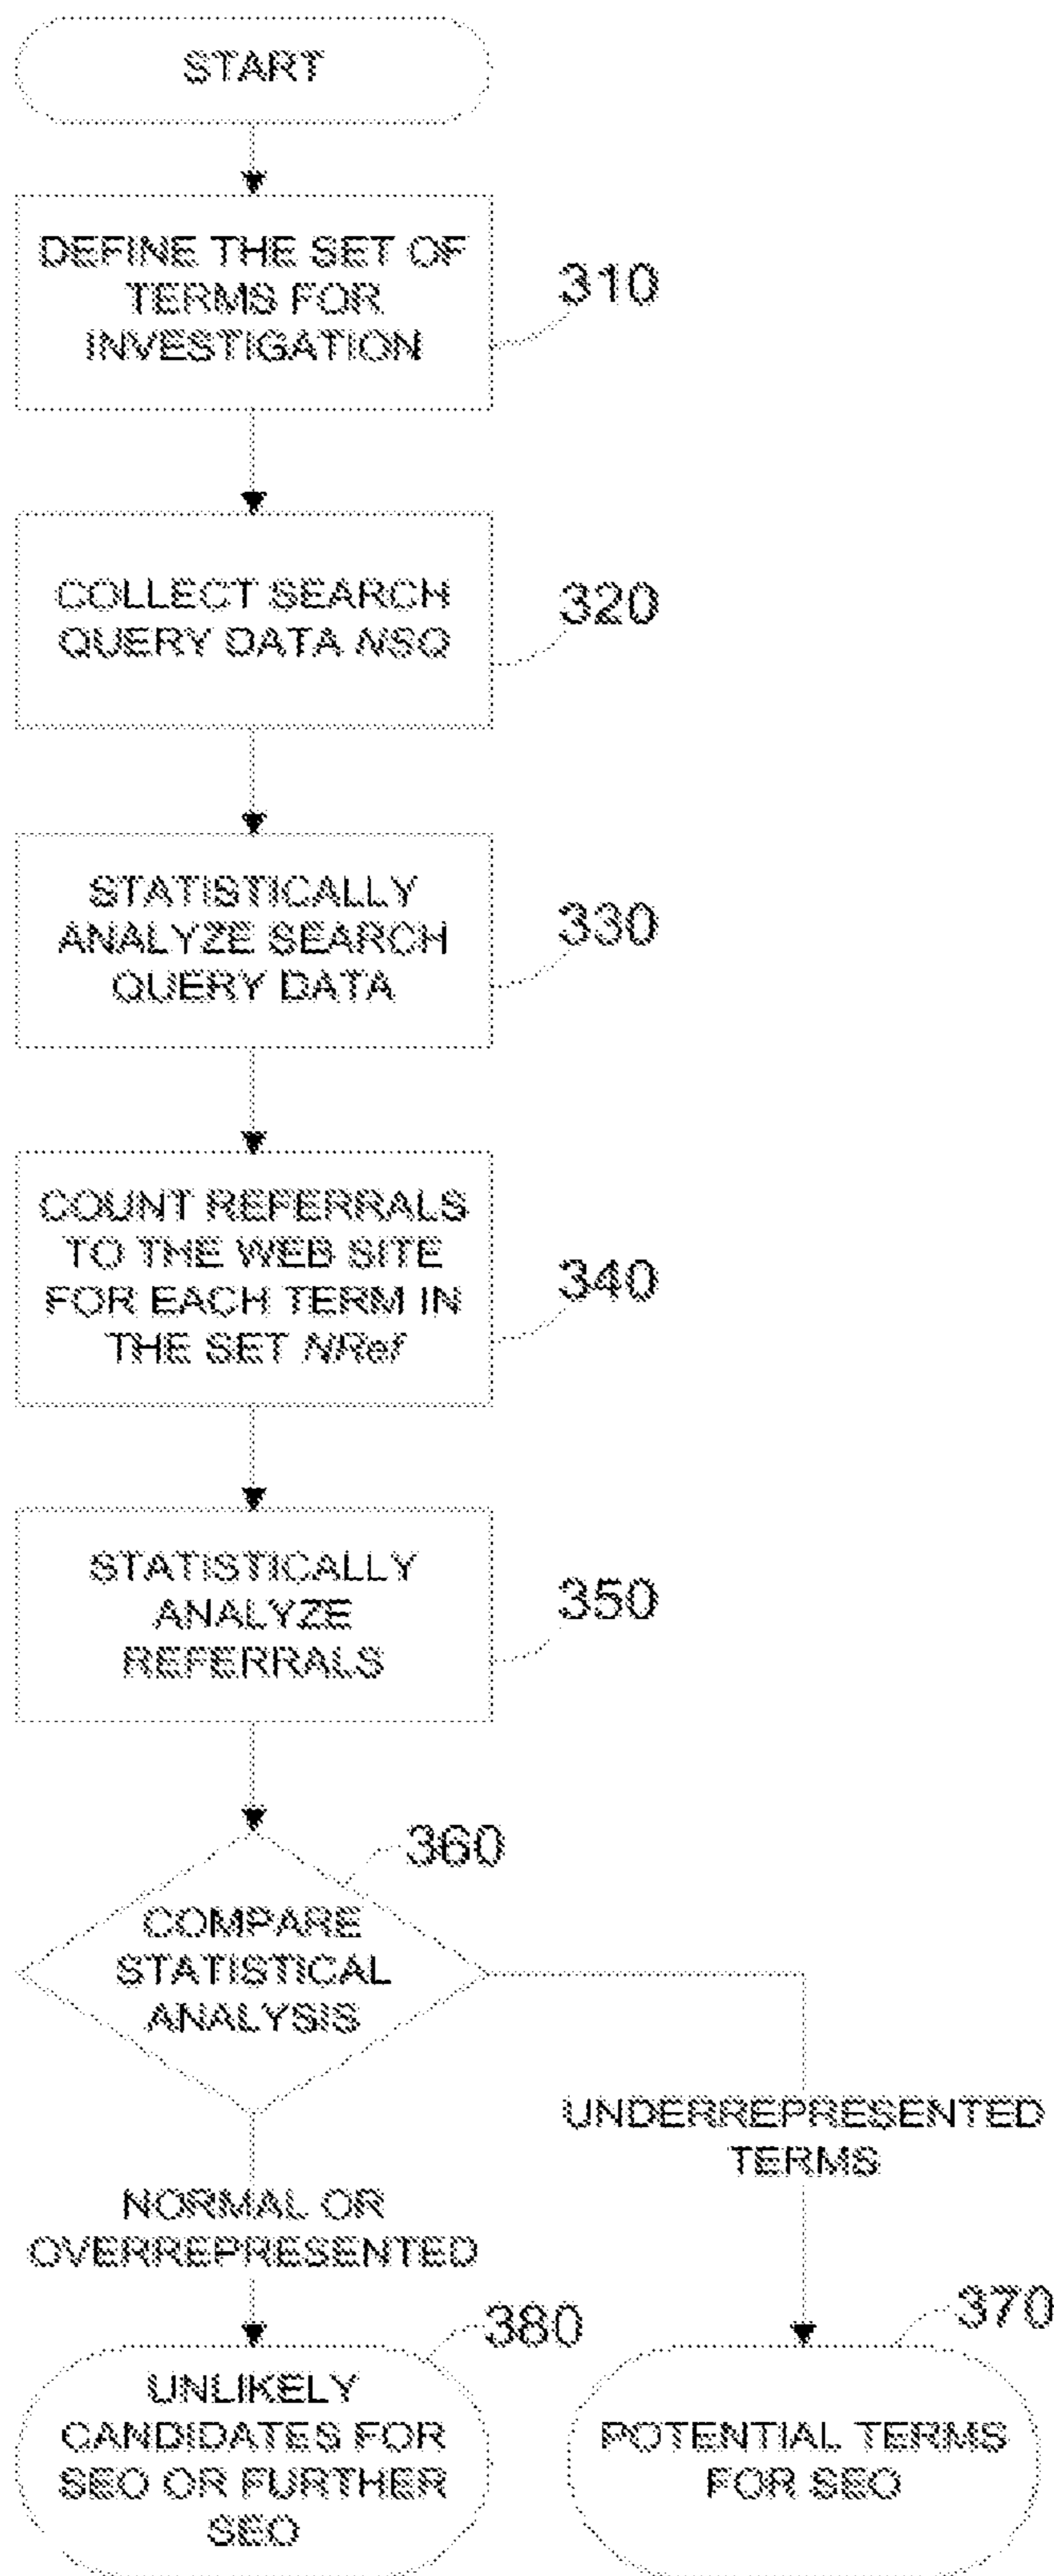 START
DEFINE THE SET OF
TERMS FOR
INVESTIGATION
310
COLLECT SEARCH
QUERY DATA NSQ
320
STATISTICALLY
ANALYZE SEARCH
QUERY DATA
330
COUNT REFERRALS
TO THE WEB SITE
FOR EACH TERM IN
THE SET NRef
340
STATISTICALLY
ANALYZE
REFERRALS
350
360
COMPARE
STATISTICAL
ANALYSIS
UNDERREPRESENTED
TERMS
NORMAL OR
OVERREPRESENTED
380
UNLIKELY
CANDIDATES FOR
SEO OR FURTHER
SEO
370
POTENTIAL TERMS
FOR SEO